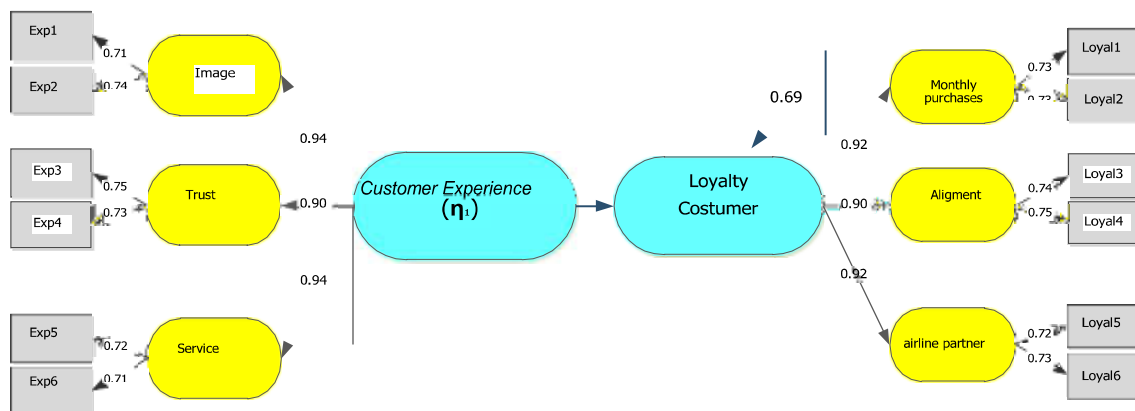 Exp1
0.71
Exp2
0.74
Image
0.94
Exp3
0.75
Exp4
0.73
Trust
0.90
Exp5
0.72
Exp6
0.71
Service
0.94
Customer Experience
(η1)
0.69
Loyalty
Costumer
0.92
Monthly
purchases
0.73
Loyal1
0.73
Loyal2
0.90
Aligment
0.74
Loyal3
0.75
Loyal4
0.92
airline partner
0.72
Loyal5
0.73
Loyal6